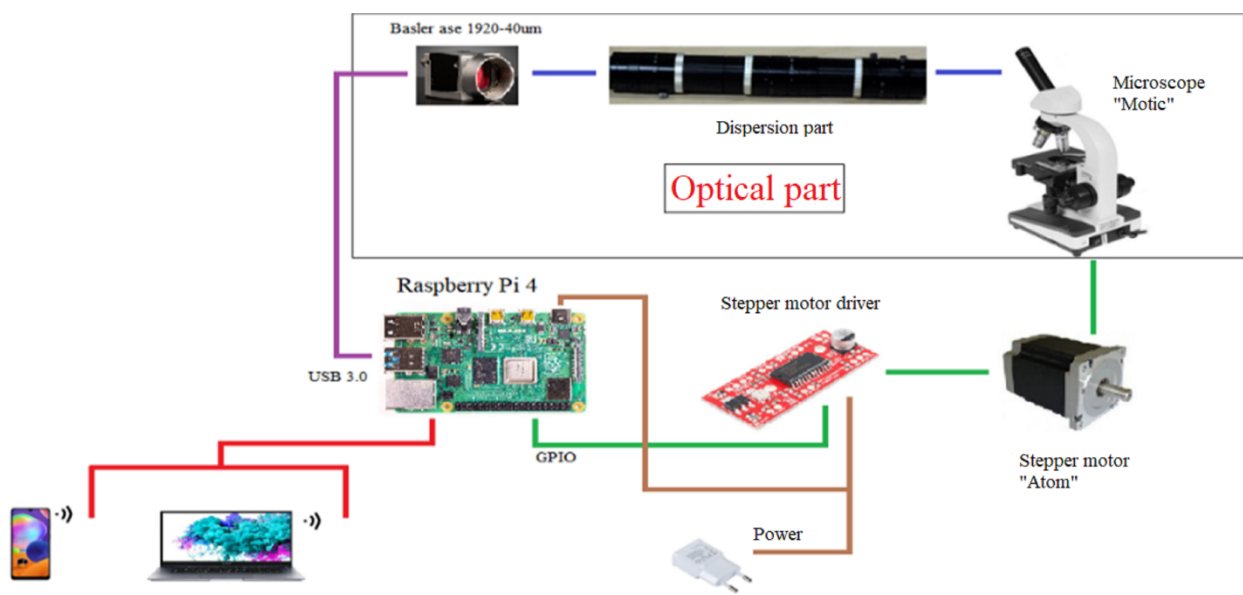 Basler ase 1920-40um
Microscope
"Motic"
Dispersion part
Optical part
Raspberry Pi 4
Stepper motor driver
USB 3.0
GPIO
Stepper motor
"Atom"
Power